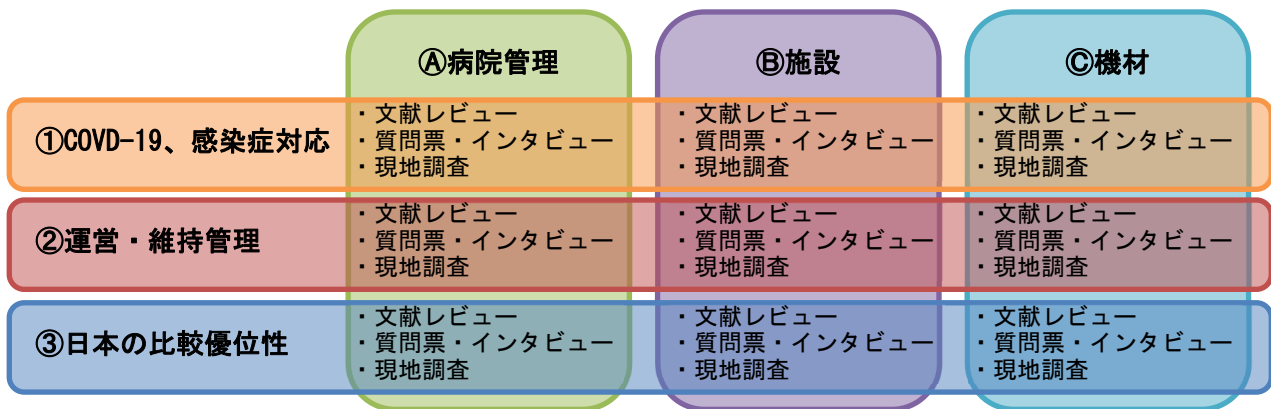 Ⓐ病院管理
Ⓑ施設
Ⓒ機材
①COVD-19、感染症対応
・文献レビュー
・質問票・インタビュー
・現地調査
・文献レビュー
・質問票・インタビュー
・現地調査
・文献レビュー
・質問票・インタビュー
・現地調査
②運営・維持管理
・文献レビュー
・質問票・インタビュー
・現地調査
・文献レビュー
・質問票・インタビュー
・現地調査
・文献レビュー
・質問票・インタビュー
・現地調査
③日本の比較優位性
・文献レビュー
・質問票・インタビュー
・現地調査
・文献レビュー
・質問票・インタビュー
・現地調査
・文献レビュー
・質問票・インタビュー
・現地調査